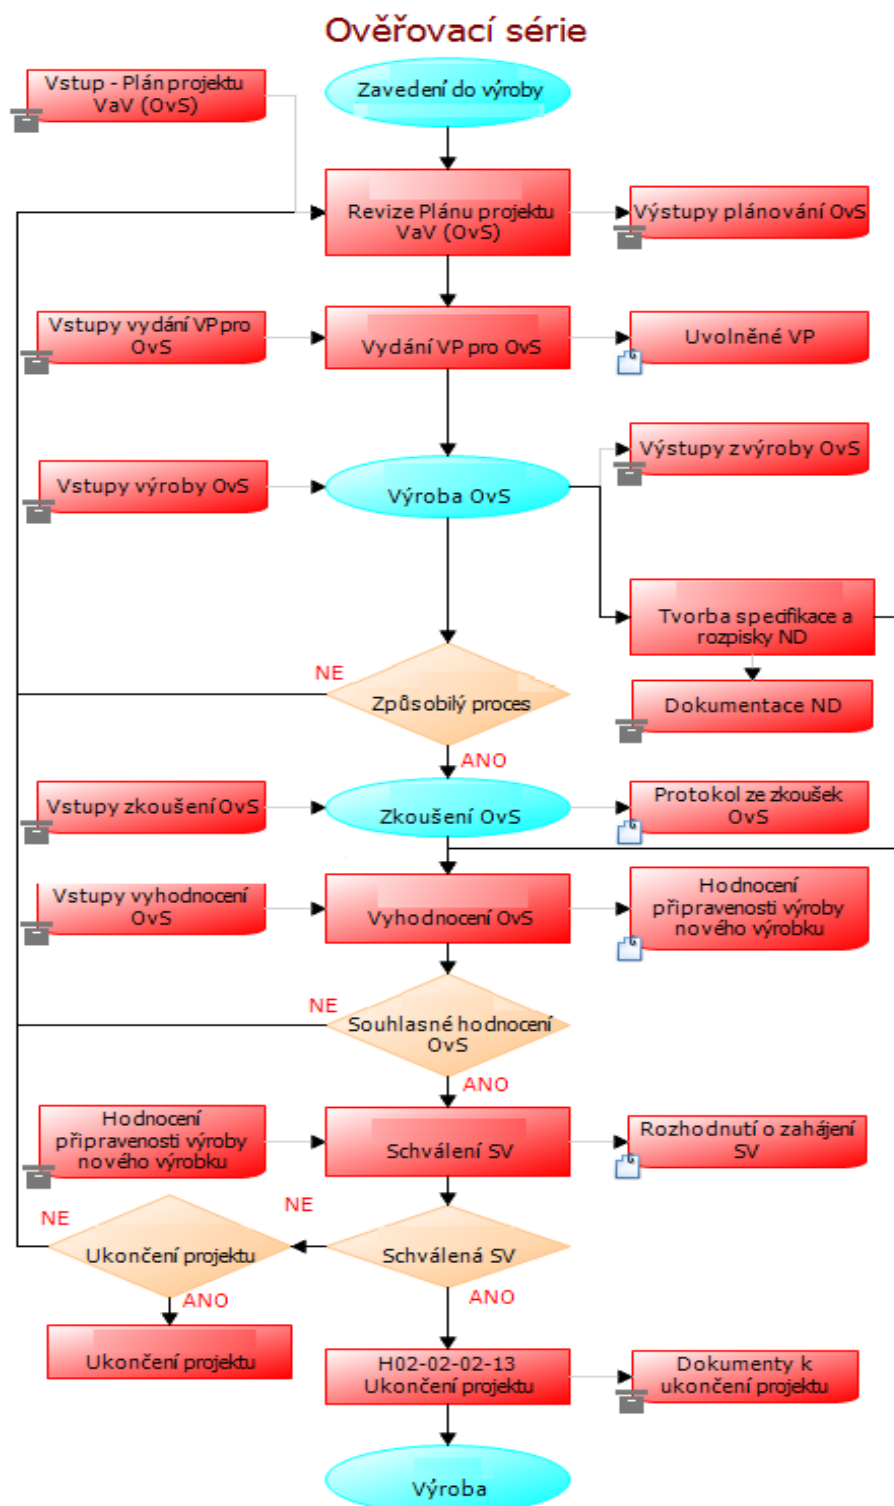 Ověřovací série
Vstup - Plán projektu
VaV (OvS)
Zavedení do výroby
Revize Plánu projektu
VaV (OvS)
Výstupy plánování OvS
Vstupy vydání VP pro
OvS
Vydání VP pro OvS
Uvolněné VP
Vstupy výroby OvS
Výroba OvS
Výstupy z výroby OvS
Tvorba specifikace a
rozpisky ND
NE
Způsobilý proces
Dokumentace ND
ANO
Vstupy zkoušení OvS
Zkoušení OvS
Protokol ze zkoušek
OvS
Vstupy vyhodnocení
OvS
Vyhodnocení OvS
Hodnocení
připravenosti výroby
nového výrobku
NE
Souhlasné hodnocení
OvS
ANO
Hodnocení
připravenosti výroby
nového výrobku
Schválení SV
Rozhodnutí o zahájení
SV
NE
NE
Ukončení projektu
Schválená SV
ANO
ANO
Ukončení projektu
H02-02-02-13
Ukončení projektu
Dokumenty k
ukončení projektu
Výroba